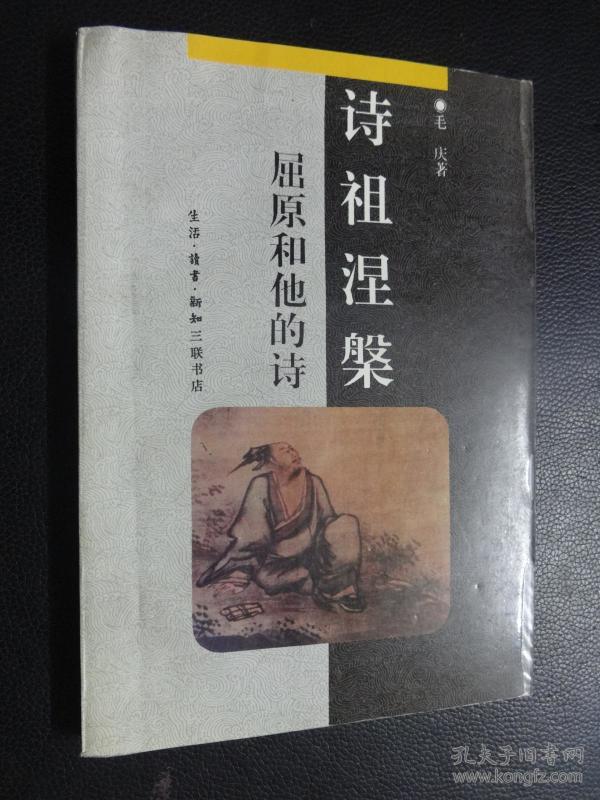 诗祖涅槃
◉毛 庆著
屈原和他的诗
生活·讀書·新知三联书店
孔夫子旧书网
www.kongfz.com